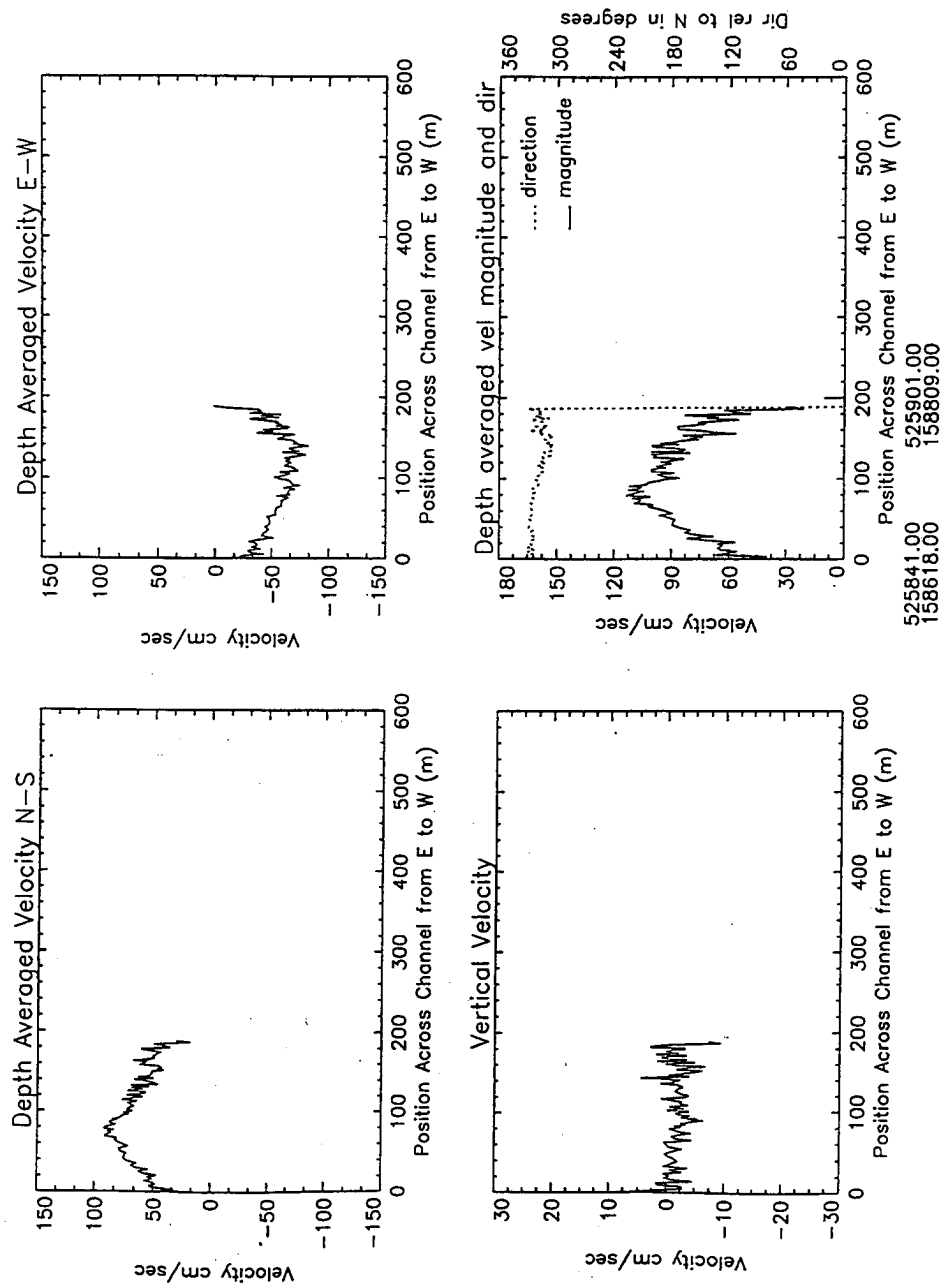 Depth Averaged Velocity N-S
150
100
50
0
-50
-100
-150
Velocity cm/sec
0 100 200 300 400 500 600
Position Across Channel from E to W (m)
Depth Averaged Velocity E-W
150
100
50
0
-50
-100
-150
Velocity cm/sec
0 100 200 300 400 500 600
Position Across Channel from E to W (m)
Vertical Velocity
30
20
10
0
-10
-20
-30
Velocity cm/sec
0 100 200 300 400 500 600
Position Across Channel from E to W (m)
Depth averaged vel magnitude and dir
180
150
120
90
60
30
0
Velocity cm/sec
direction
magnitude
360
300
240
180
120
60
0
Dir rel to N in degrees
0 100 200 300 400 500 600
Position Across Channel from E to W (m)
525841.00 525901.00
158618.00 158809.00